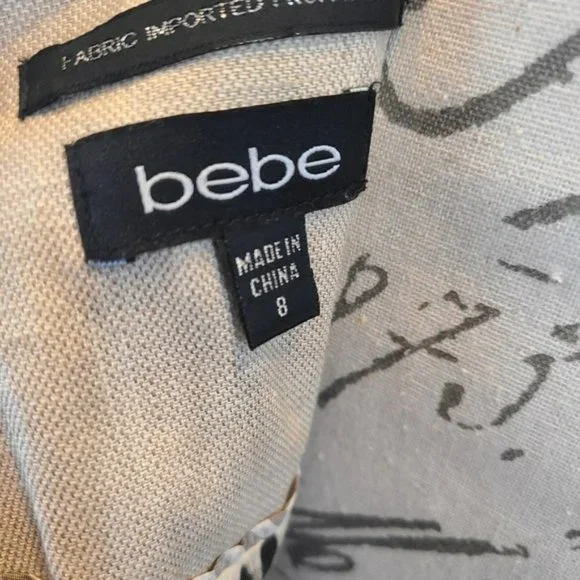 FABRIC IMPORTED FROM
bebe
MADE IN
CHINA
8